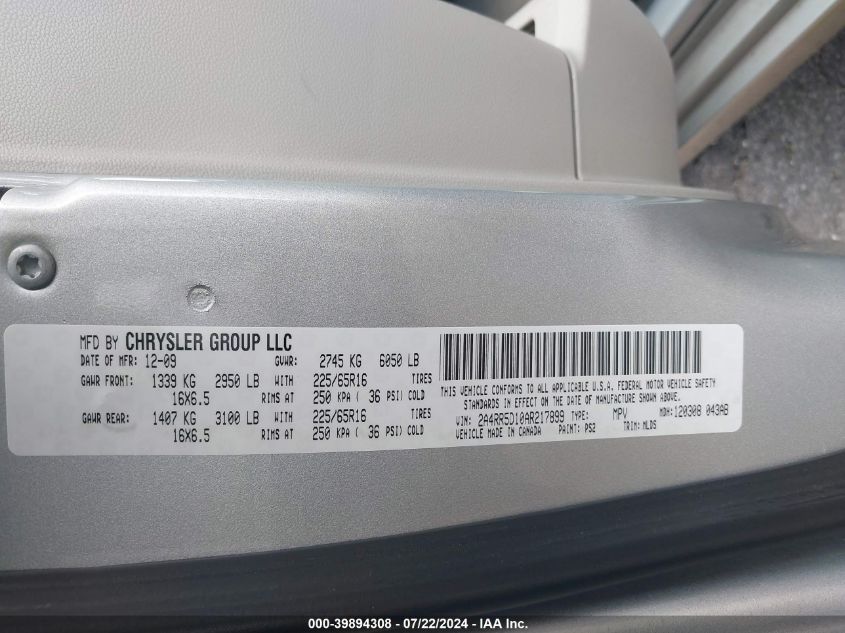 MFD BY CHRYSLER GROUP LLC
DATE OF MFR: 12-09 GVWR: 2745 KG 6050 LB
GAWR FRONT: 1339 KG 2950 LB WITH 225/65R16 TIRES
16X6.5 RIMS AT 250 KPA ( 36 PSI) COLD
GAWR REAR: 1407 KG 3100 LB WITH 225/65R16 TIRES
16X6.5 RIMS AT 250 KPA ( 36 PSI) COLD
THIS VEHICLE CONFORMS TO ALL APPLICABLE U.S.A. FEDERAL MOTOR VEHICLE SAFETY
STANDARDS IN EFFECT ON THE DATE OF MANUFACTURE SHOWN ABOVE.
VIN: 2A4RR5D10AR217899 TYPE: MPV MDH: 120308 043AB
VEHICLE MADE IN CANADA PAINT: PS2 TRIM: MLDS
000-39894308 - 07/22/2024 - IAA Inc.